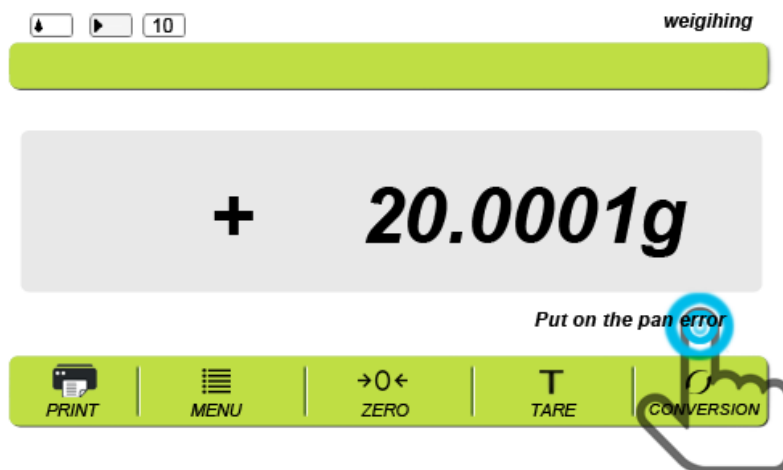 10
weigihing
+ 20.0001g
Put on the pan error
PRINT MENU →0← ZERO T TARE CONVERSION